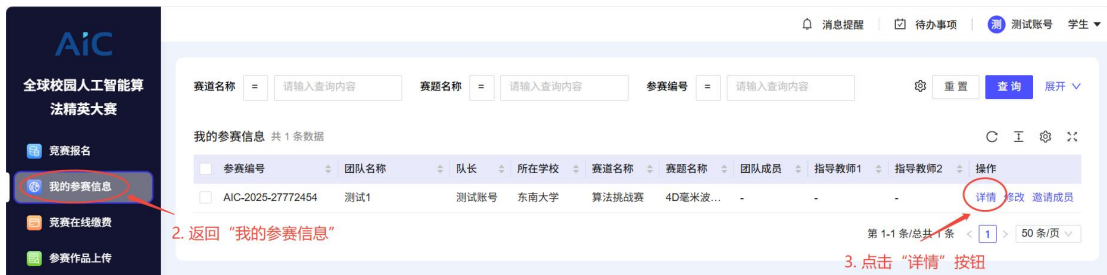 消息提醒 待办事项 测 测试账号 学生
AiC
全球校园人工智能算
法精英大赛
竞赛报名
我的参赛信息
竞赛在线缴费
参赛作品上传
赛道名称 = 请输入查询内容 赛题名称 = 请输入查询内容 参赛编号 = 请输入查询内容 重置 查询 展开
我的参赛信息 共 1 条数据
参赛编号 团队名称 队长 所在学校 赛道名称 赛题名称 团队成员 指导教师1 指导教师2 操作
AIC-2025-27772454 测试1 测试账号 东南大学 算法挑战赛 4D毫米波... - - - 详情 修改 邀请成员
第 1-1 条/总共 1 条 < 1 > 50 条/页
2. 返回“我的参赛信息”
3. 点击“详情”按钮